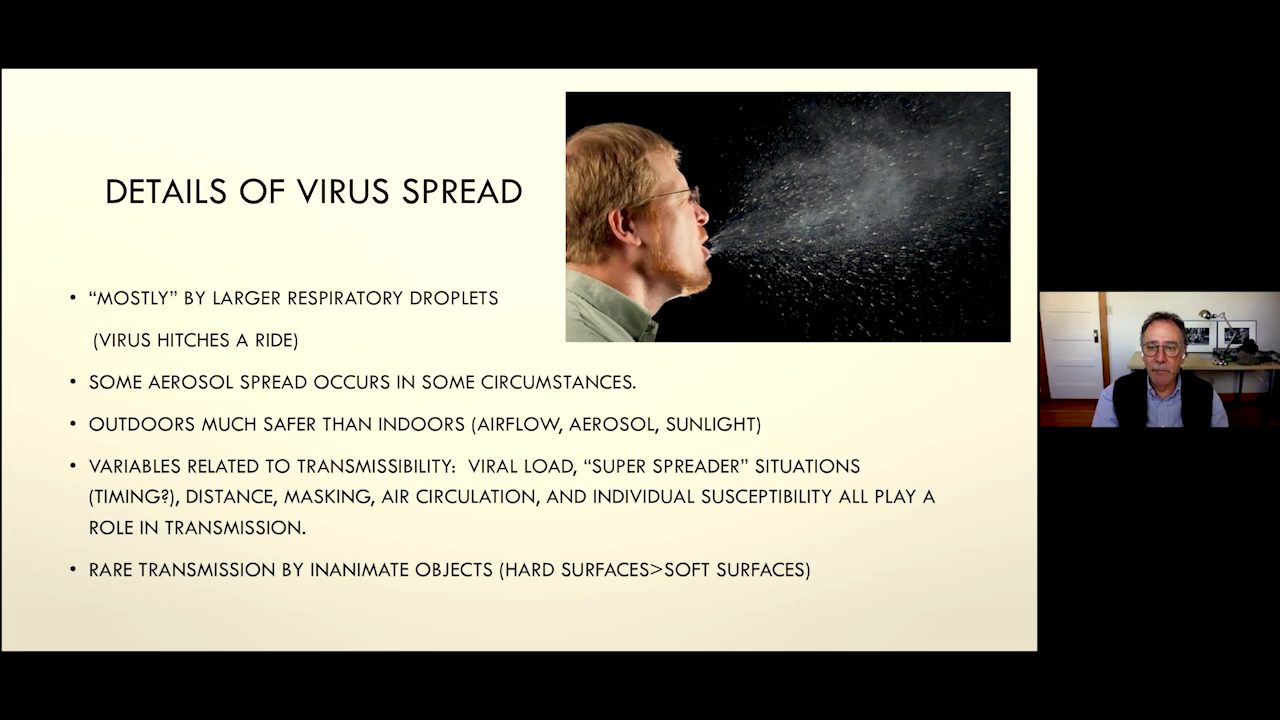 DETAILS OF VIRUS SPREAD
• “MOSTLY” BY LARGER RESPIRATORY DROPLETS
(VIRUS HITCHES A RIDE)
• SOME AEROSOL SPREAD OCCURS IN SOME CIRCUMSTANCES.
• OUTDOORS MUCH SAFER THAN INDOORS (AIRFLOW, AEROSOL, SUNLIGHT)
• VARIABLES RELATED TO TRANSMISSIBILITY:  VIRAL LOAD, “SUPER SPREADER” SITUATIONS
(TIMING?), DISTANCE, MASKING, AIR CIRCULATION, AND INDIVIDUAL SUSCEPTIBILITY ALL PLAY A
ROLE IN TRANSMISSION.
• RARE TRANSMISSION BY INANIMATE OBJECTS (HARD SURFACES>SOFT SURFACES)